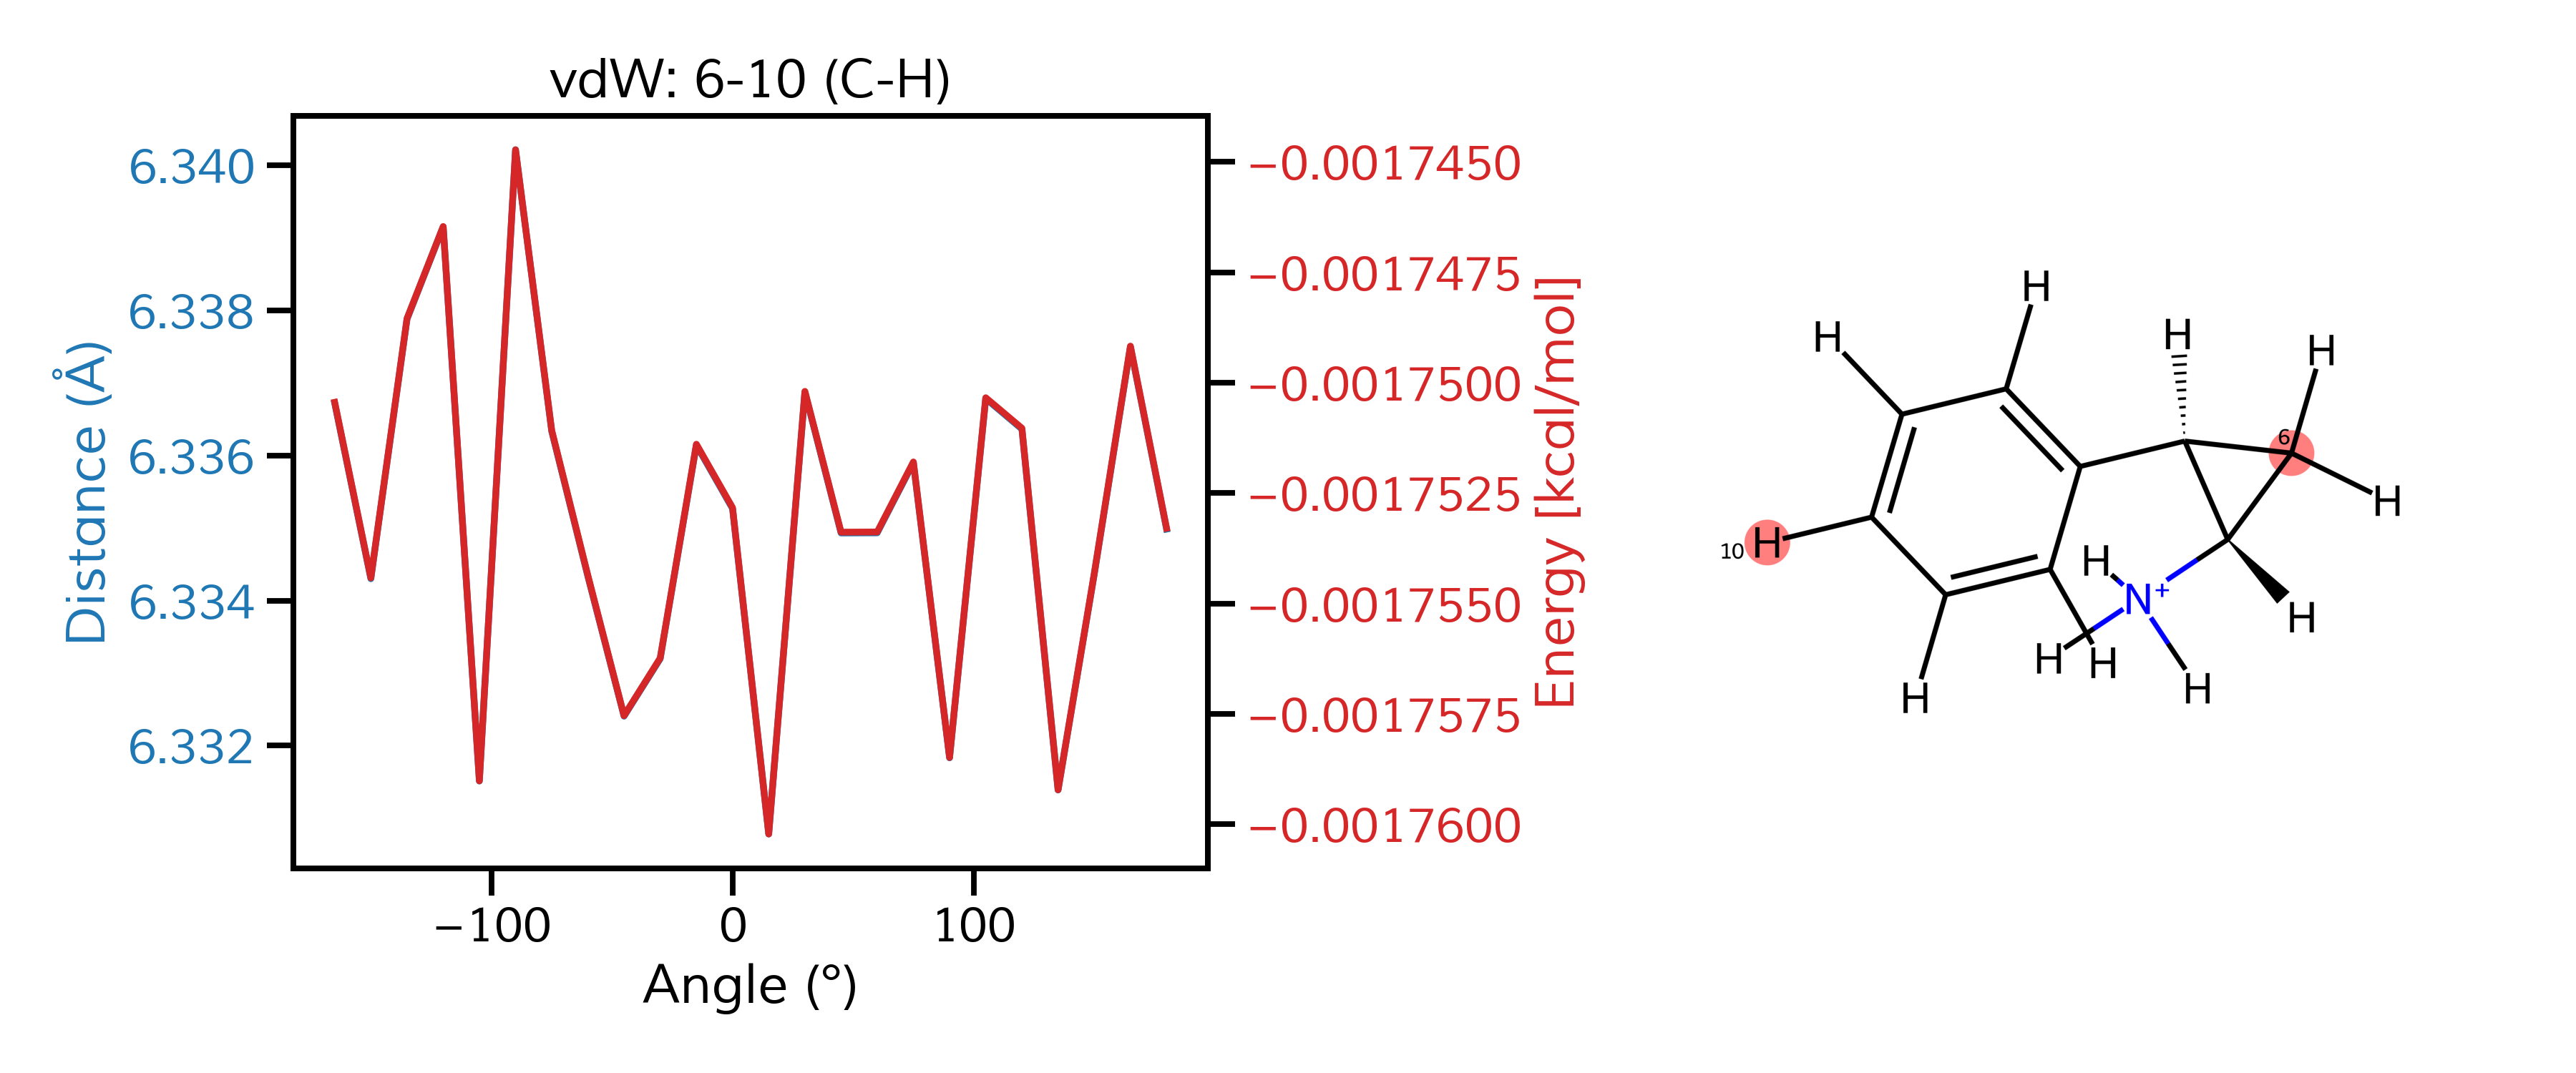 vdW: 6-10 (C-H)
6.340
6.338
6.336
6.334
6.332
Distance (Å)
−0.0017450
−0.0017475
−0.0017500
−0.0017525
−0.0017550
−0.0017575
−0.0017600
Energy [kcal/mol]
−100 0 100
Angle (°)
H
H
H
H
6
H
10 H
H
N+
H
H
H
H
H